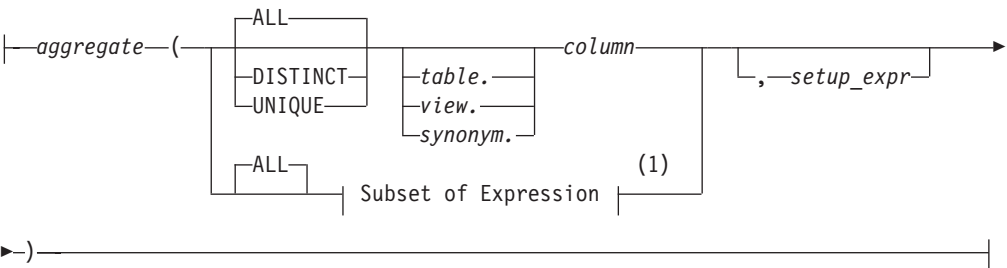 ALL
aggregate ( column
DISTINCT table. , setup_expr
UNIQUE view.
synonym.
ALL (1)
Subset of Expression
)